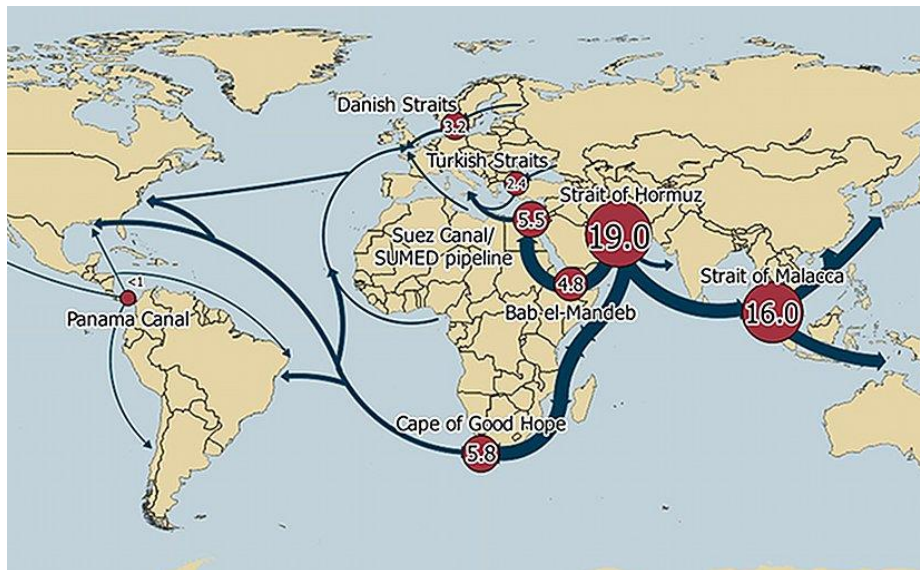 Danish Straits
3.2
Turkish Straits
2.4
Strait of Hormuz
5.5
19.0
Suez Canal/
SUMED pipeline
4.8
Bab el-Mandeb
Strait of Malacca
16.0
<1
Panama Canal
Cape of Good Hope
5.8